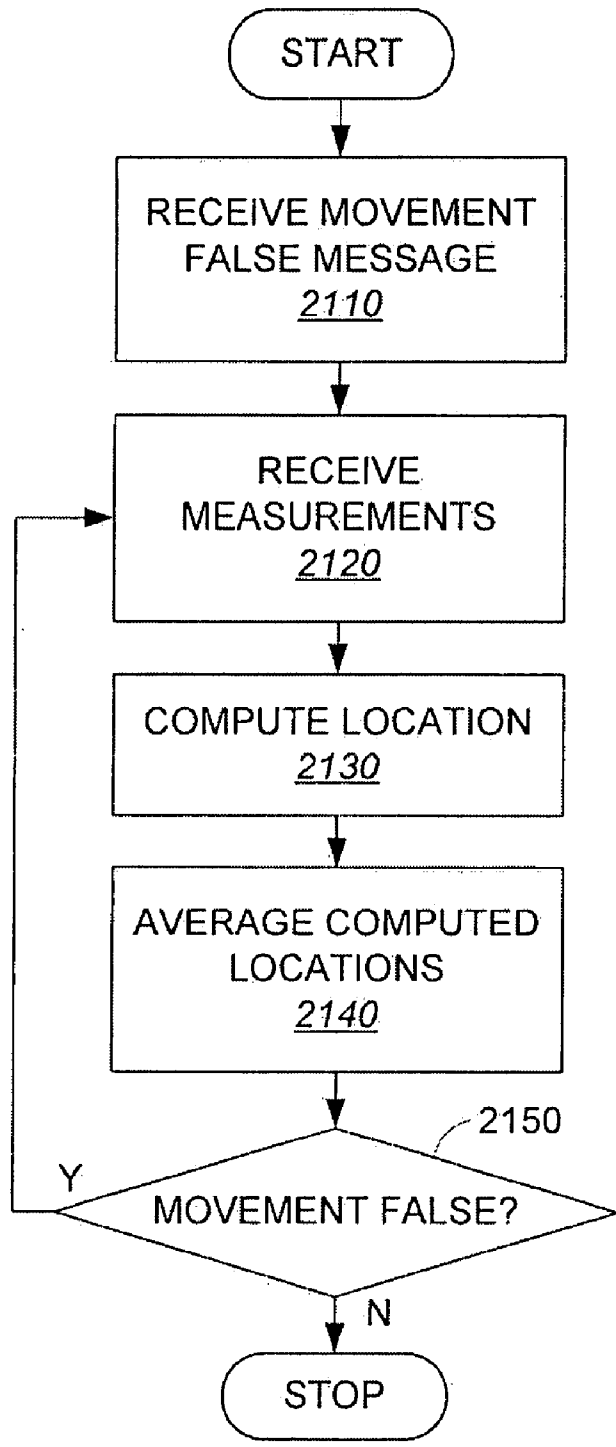 START
RECEIVE MOVEMENT
FALSE MESSAGE
2110
RECEIVE
MEASUREMENTS
2120
COMPUTE LOCATION
2130
AVERAGE COMPUTED
LOCATIONS
2140
2150
Y
MOVEMENT FALSE?
N
STOP